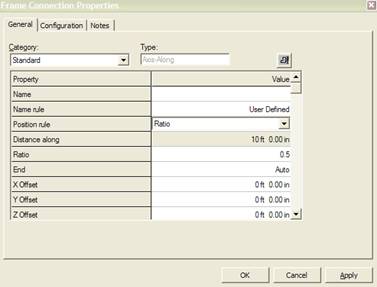 Frame Connection Properties
General Configuration Notes
Category: Type:
Standard Axis-Along
Property Value
Name
Name rule User Defined
Position rule Ratio
Distance along 10 ft 0.00 in
Ratio 0.5
End Auto
X Offset 0 ft 0.00 in
Y Offset 0 ft 0.00 in
Z Offset 0 ft 0.00 in
OK Cancel Apply